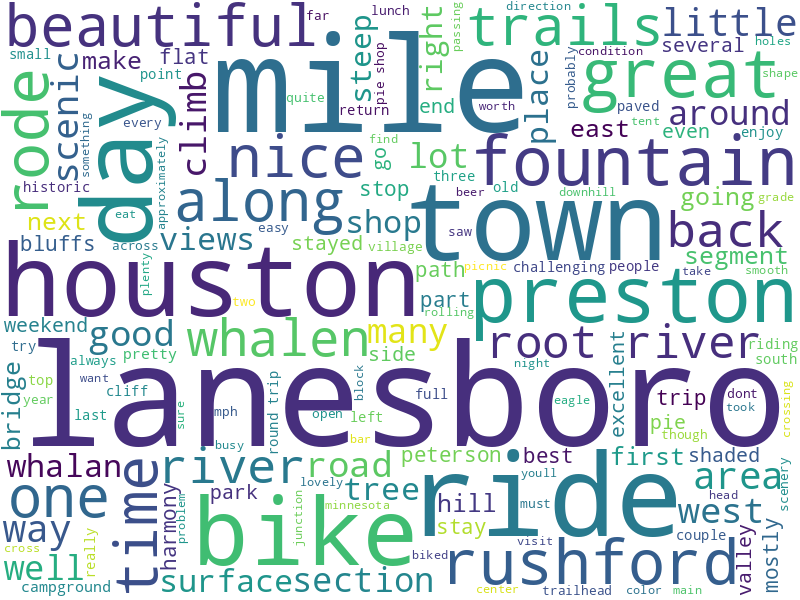 beautiful
far
lunch
direction
condition
trails
little
small
make
flat
steep
right
passing
several
holes
mile
great
scenic
day
rode
point
climb
quite
pie shop
return
worth
end
place
probably
paved
shape
around
every
something
approximately
nice
find
go
lot
east
tent
even
enjoy
historic
along
stop
three
beer
old
fountain
downhill
going
grade
next
eat
shop
town
saw
back
bluffs
across
views
easy
stayed
village
path
challenging
people
segment
plenty
houston
picnic
take
smooth
two
part
rolling
preston
weekend
good
whalen
many
root river
riding
try
always
pretty
side
night
south
bridge
top
want
cliff
round trip
block
full
lanesboro
eagle
excellent
trip
dont
crossing
year
last
sure
mph
open
left
took
busy
bar
pie
though
whalan
time
river
road
peterson
best
youll
first
shaded
scenery
lovely
tree
ride
area
head
one
harmony
problem
park
junction
minnesota
hill
must
west
way
bike
stay
visit
couple
valley
mostly
cross
really
biked
well
surface
section
rushford
campground
center
trailhead
color
main